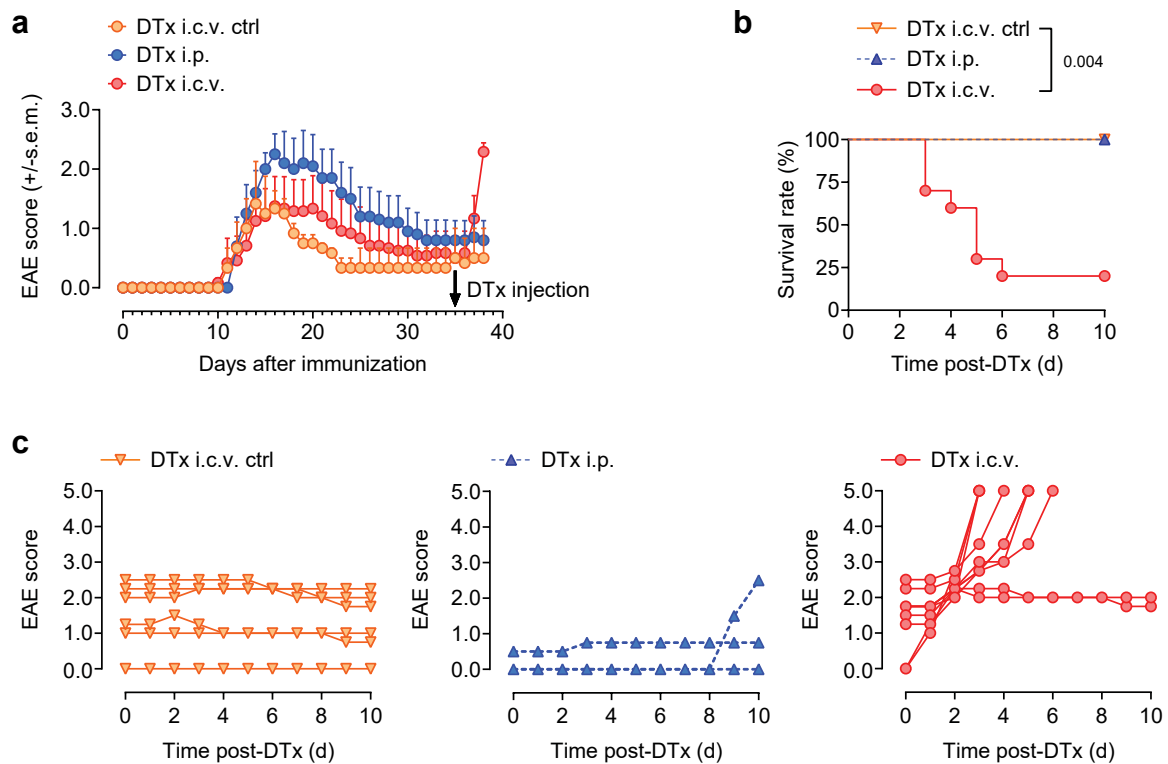 a
DTx i.c.v. ctrl
DTx i.p.
DTx i.c.v.
EAE score (+/-s.e.m.)
3.0
2.0
1.0
0.0
DTx injection
0 10 20 30 40
Days after immunization
b
DTx i.c.v. ctrl
DTx i.p.
DTx i.c.v.
0.004
Survival rate (%)
100
75
50
25
0
0 2 4 6 8 10
Time post-DTx (d)
c
DTx i.c.v. ctrl
EAE score
5.0
4.0
3.0
2.0
1.0
0.0
0 2 4 6 8 10
Time post-DTx (d)
DTx i.p.
EAE score
5.0
4.0
3.0
2.0
1.0
0.0
0 2 4 6 8 10
Time post-DTx (d)
DTx i.c.v.
EAE score
5.0
4.0
3.0
2.0
1.0
0.0
0 2 4 6 8 10
Time post-DTx (d)